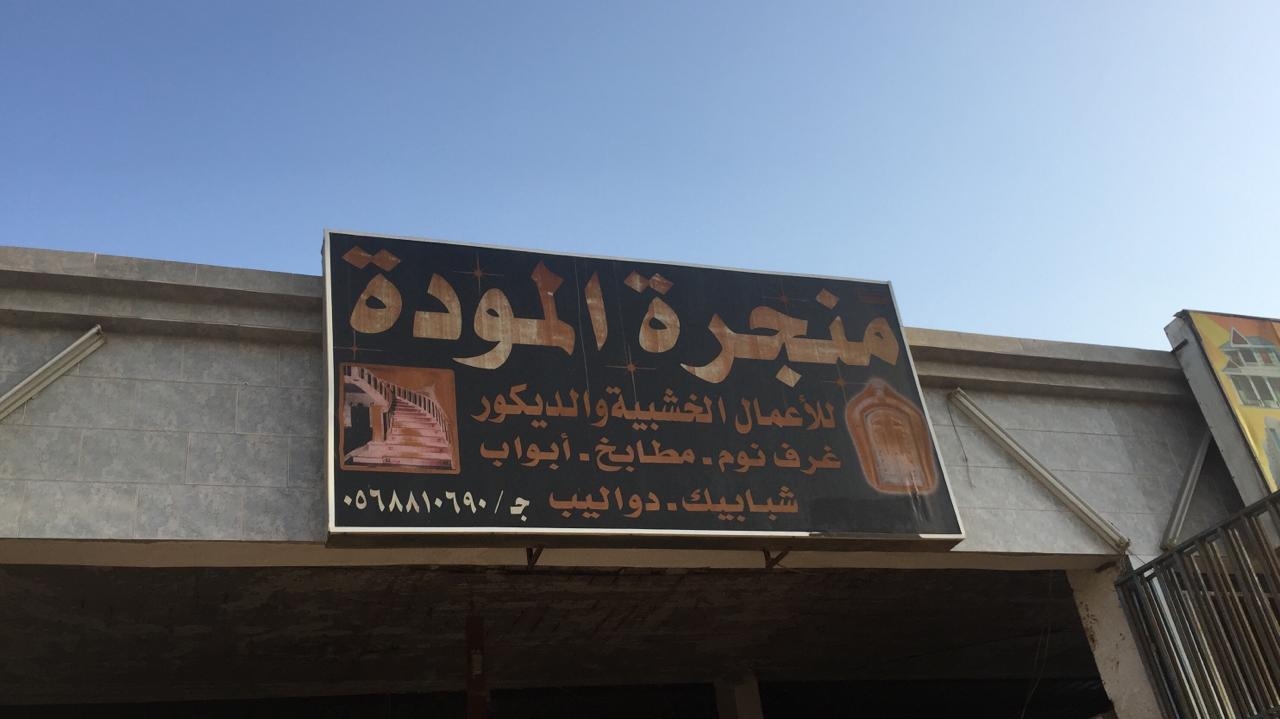 منجرة المودة
للأعمال الخشبية والديكور
غرف نوم - مطابخ - أبواب
شبابيك - دواليب ج / ٠٥٦٨٨١٠٦٩٠